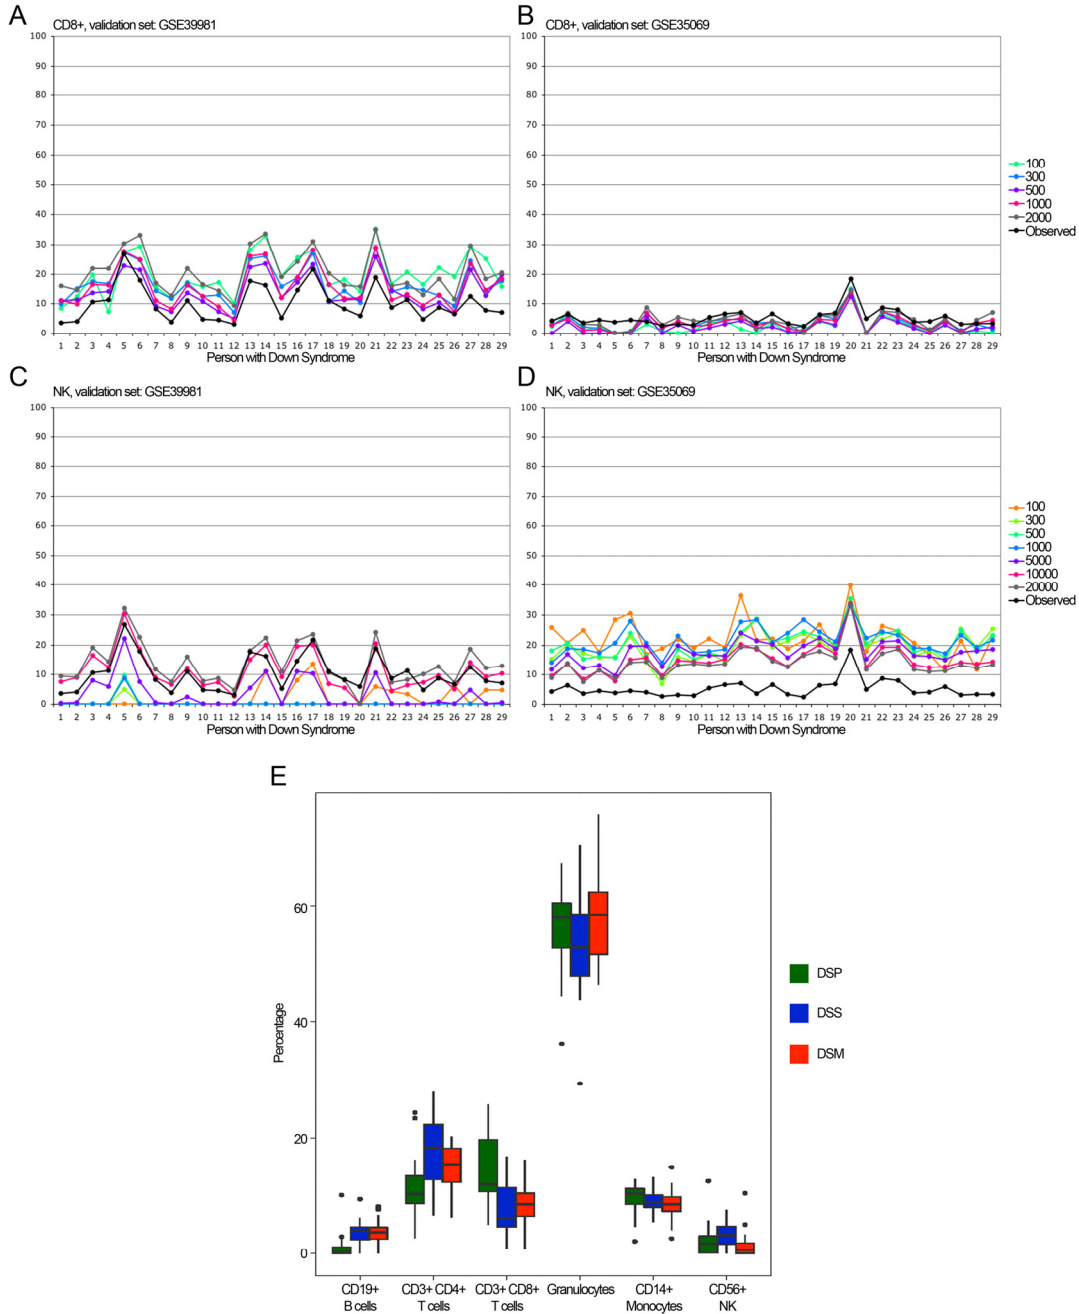 A
CD8+, validation set: GSE39981
100
90
80
70
60
50
40
30
20
10
0
1 2 3 4 5 6 7 8 9 10 11 12 13 14 15 16 17 18 19 20 21 22 23 24 25 26 27 28 29
Person with Down Syndrome
B
CD8+, validation set: GSE35069
100
90
80
70
60
50
40
30
20
10
0
1 2 3 4 5 6 7 8 9 10 11 12 13 14 15 16 17 18 19 20 21 22 23 24 25 26 27 28 29
Person with Down Syndrome
100
300
500
1000
2000
Observed
C
NK, validation set: GSE39981
100
90
80
70
60
50
40
30
20
10
0
1 2 3 4 5 6 7 8 9 10 11 12 13 14 15 16 17 18 19 20 21 22 23 24 25 26 27 28 29
Person with Down Syndrome
D
NK, validation set: GSE35069
100
90
80
70
60
50
40
30
20
10
0
1 2 3 4 5 6 7 8 9 10 11 12 13 14 15 16 17 18 19 20 21 22 23 24 25 26 27 28 29
Person with Down Syndrome
100
300
500
1000
5000
10000
20000
Observed
E
Percentage
60
40
20
0
CD19+
B cells
CD3+ CD4+
T cells
CD3+ CD8+
T cells
Granulocytes
CD14+
Monocytes
CD56+
NK
DSP
DSS
DSM